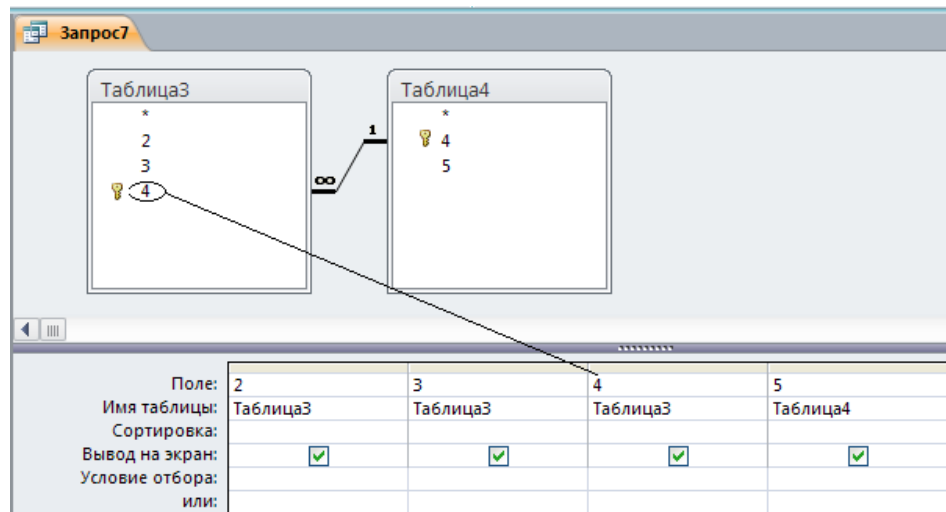 Запрос7
Таблица3
*
2
3
4
Таблица4
*
4
5
1
∞
Поле: 2 3 4 5
Имя таблицы: Таблица3 Таблица3 Таблица3 Таблица4
Сортировка:
Вывод на экран:
Условие отбора:
или: